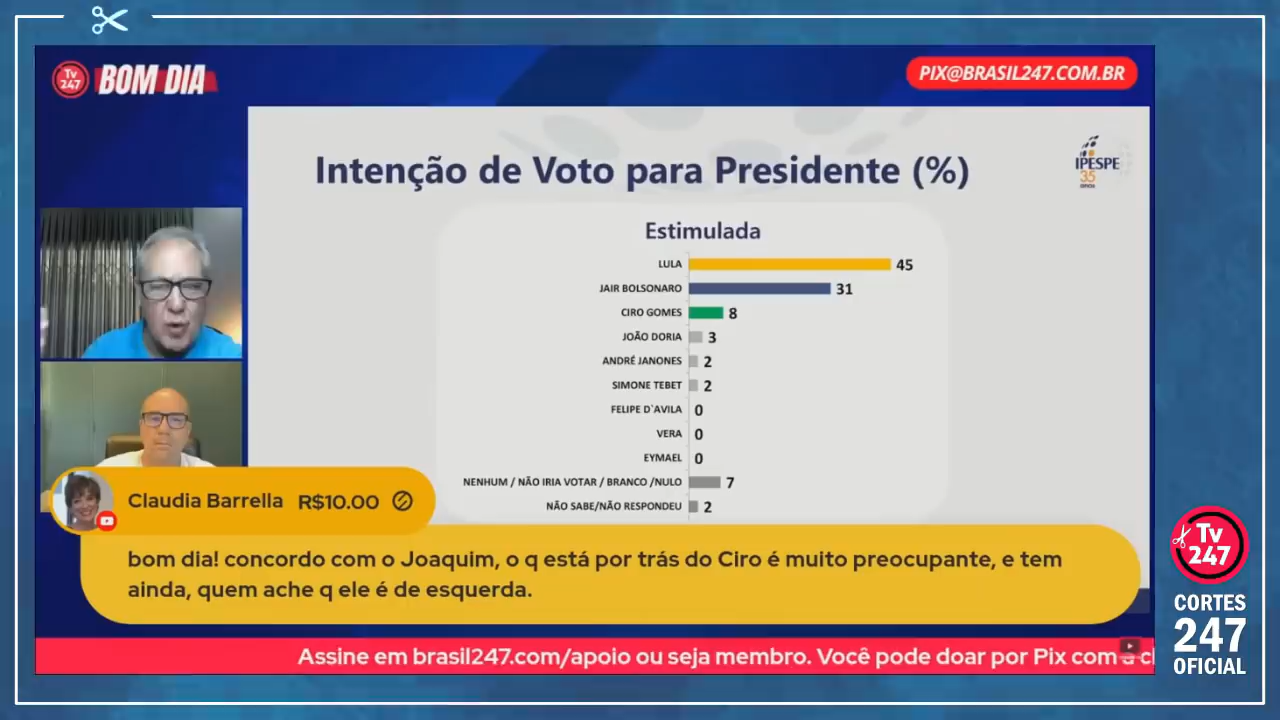 Tv 247 BOM DIA
PIX@BRASIL247.COM.BR
Intenção de Voto para Presidente (%)
IPESPE
35
ANOS
Estimulada
LULA 45
JAIR BOLSONARO 31
CIRO GOMES 8
JOÃO DORIA 3
ANDRÉ JANONES 2
SIMONE TEBET 2
FELIPE D`AVILA 0
VERA 0
EYMAEL 0
NENHUM / NÃO IRIA VOTAR / BRANCO /NULO 7
NÃO SABE/NÃO RESPONDEU 2
Claudia Barrella R$10.00
bom dia! concordo com o Joaquim, o q está por trás do Ciro é muito preocupante, e tem
ainda, quem ache q ele é de esquerda.
Assine em brasil247.com/apoio ou seja membro. Você pode doar por Pix com a
Tv
247
CORTES
247
OFICIAL